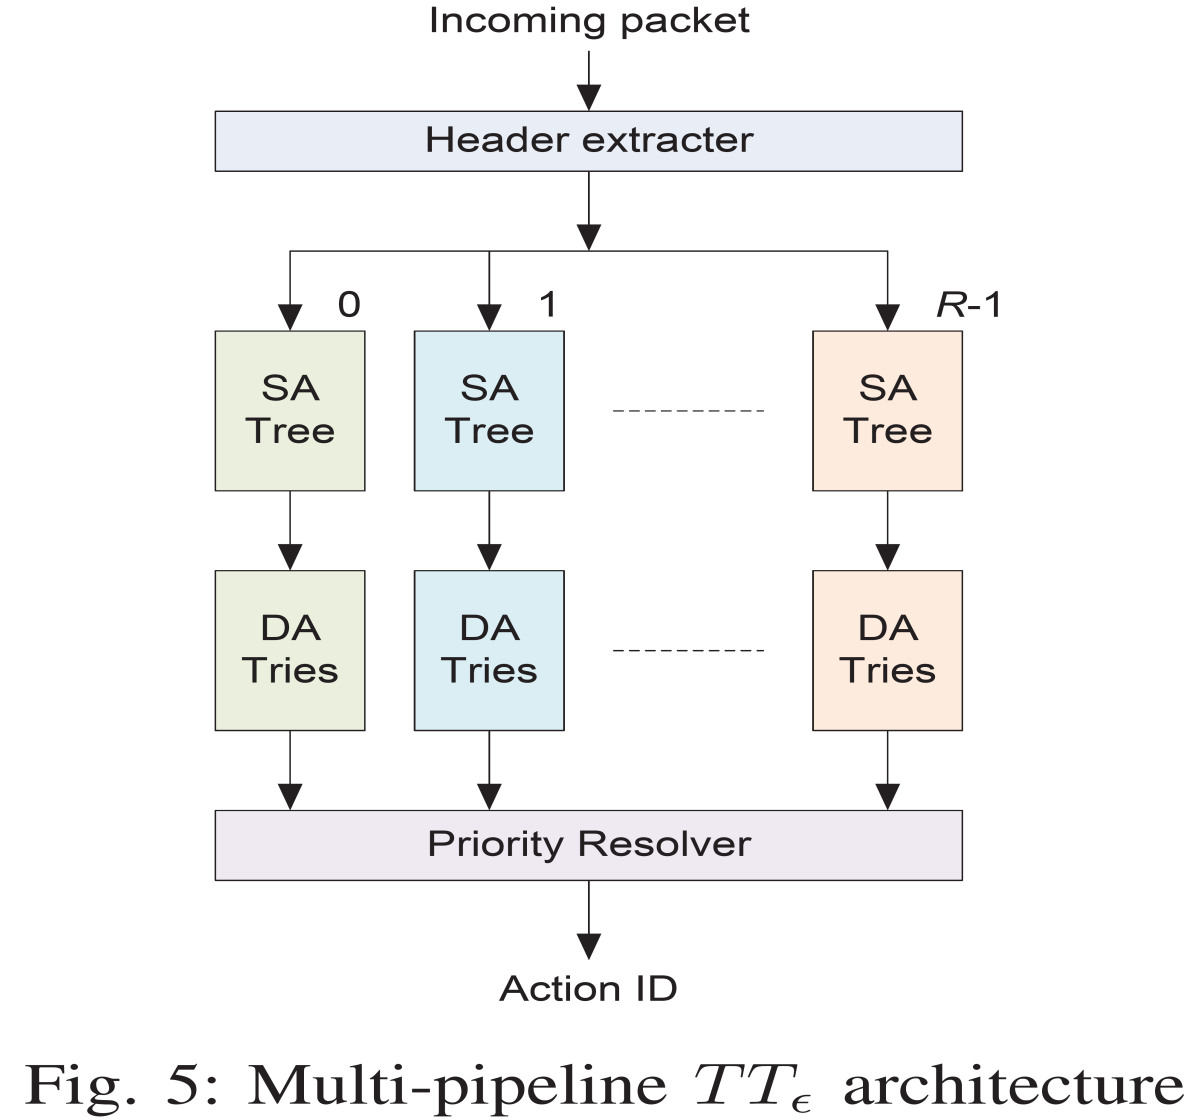 Incoming packet
Header extracter
0 1 R-1
SA SA SA
Tree Tree Tree
DA DA DA
Tries Tries Tries
Priority Resolver
Action ID
Fig. 5: Multi-pipeline TTϵ architecture